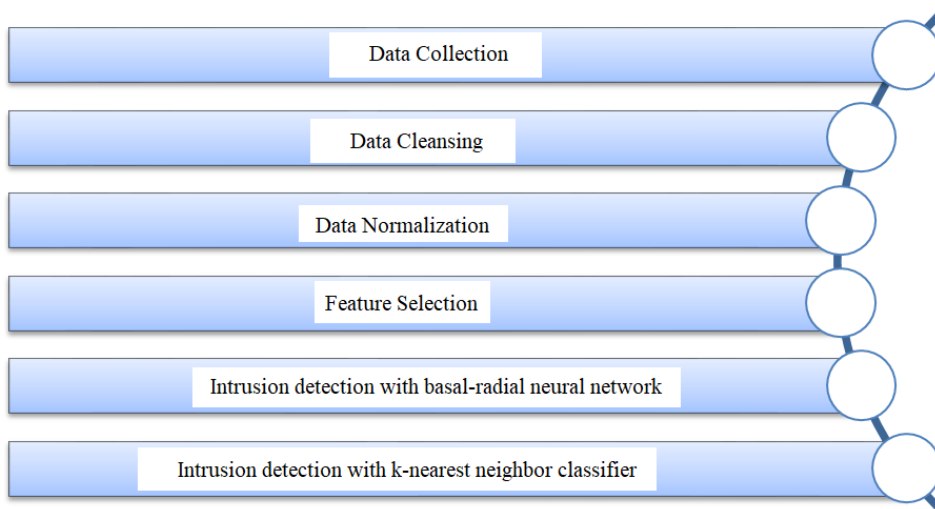 Data Collection
Data Cleansing
Data Normalization
Feature Selection
Intrusion detection with basal-radial neural network
Intrusion detection with k-nearest neighbor classifier